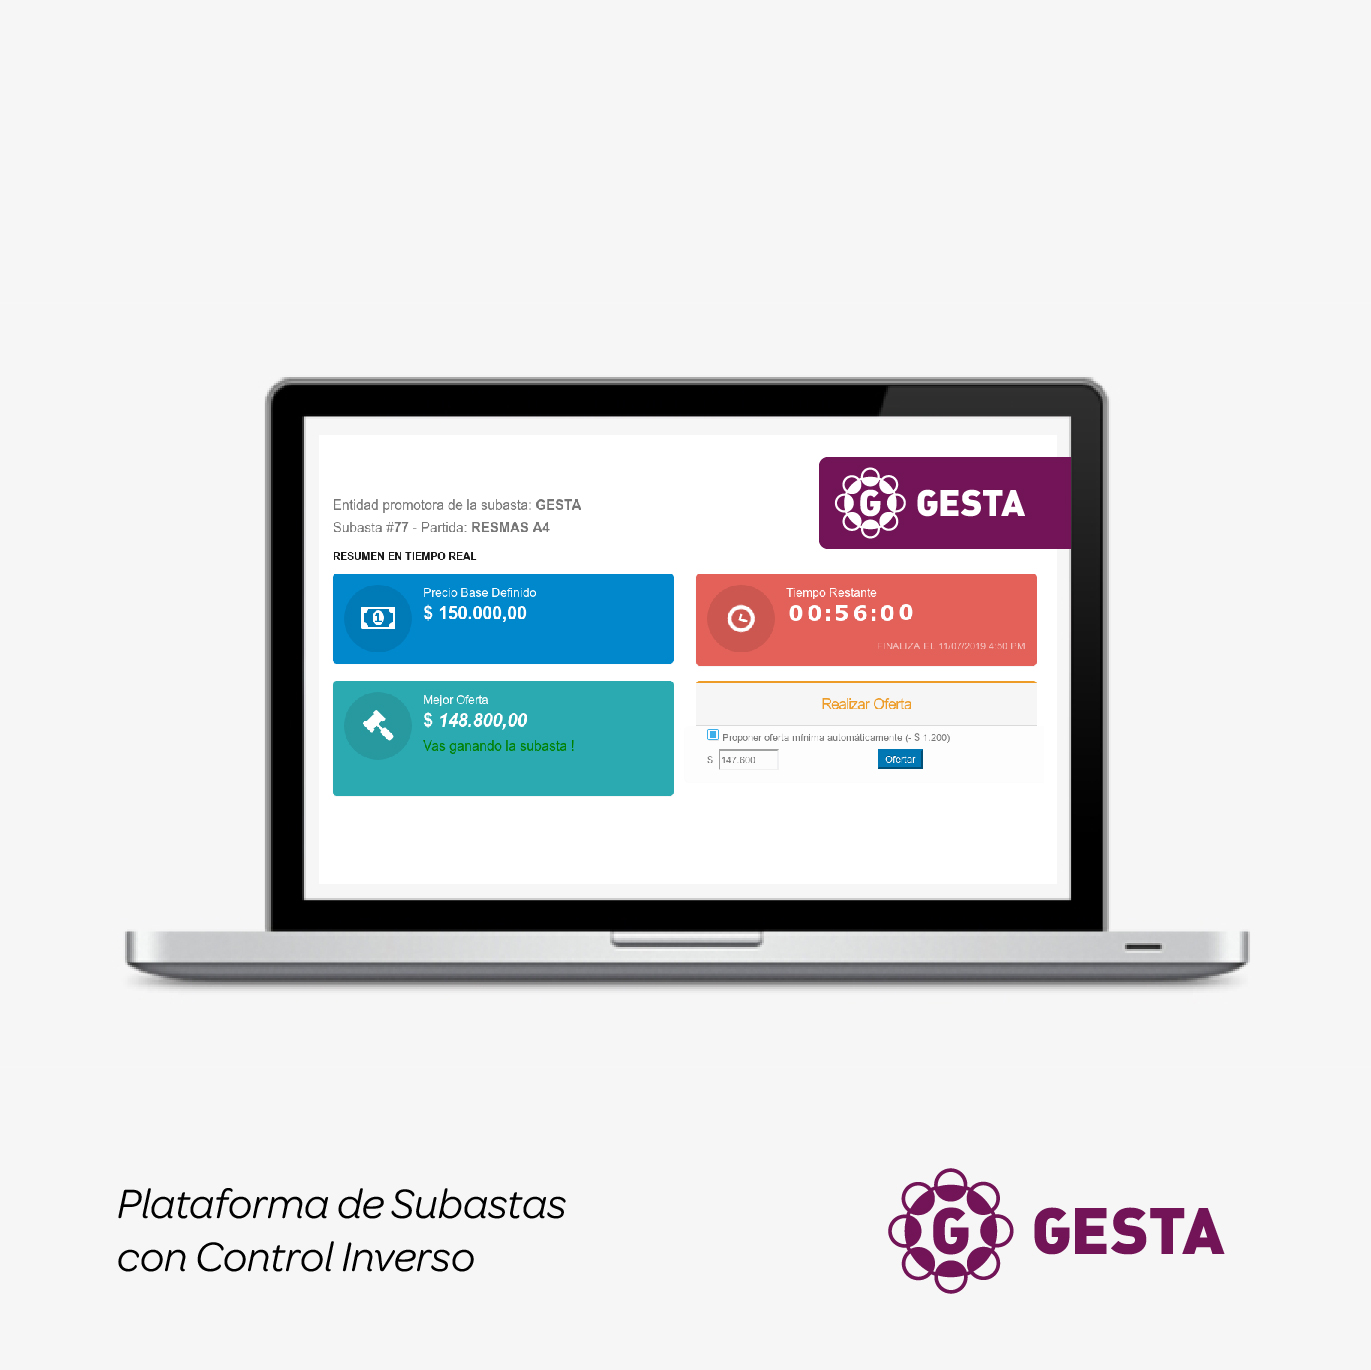 Entidad promotora de la subasta: GESTA
Subasta #77 - Partida: RESMAS A4
GESTA
RESUMEN EN TIEMPO REAL
Precio Base Definido
$ 150.000,00
Tiempo Restante
00:56:00
FINALIZA EL 11/07/2019 4:50 PM
Mejor Oferta
$ 148.800,00
Vas ganando la subasta !
Realizar Oferta
Proponer oferta mínima automáticamente (- $ 1.200)
$ 147.600
Ofertar
Plataforma de Subastas
con Control Inverso
G GESTA